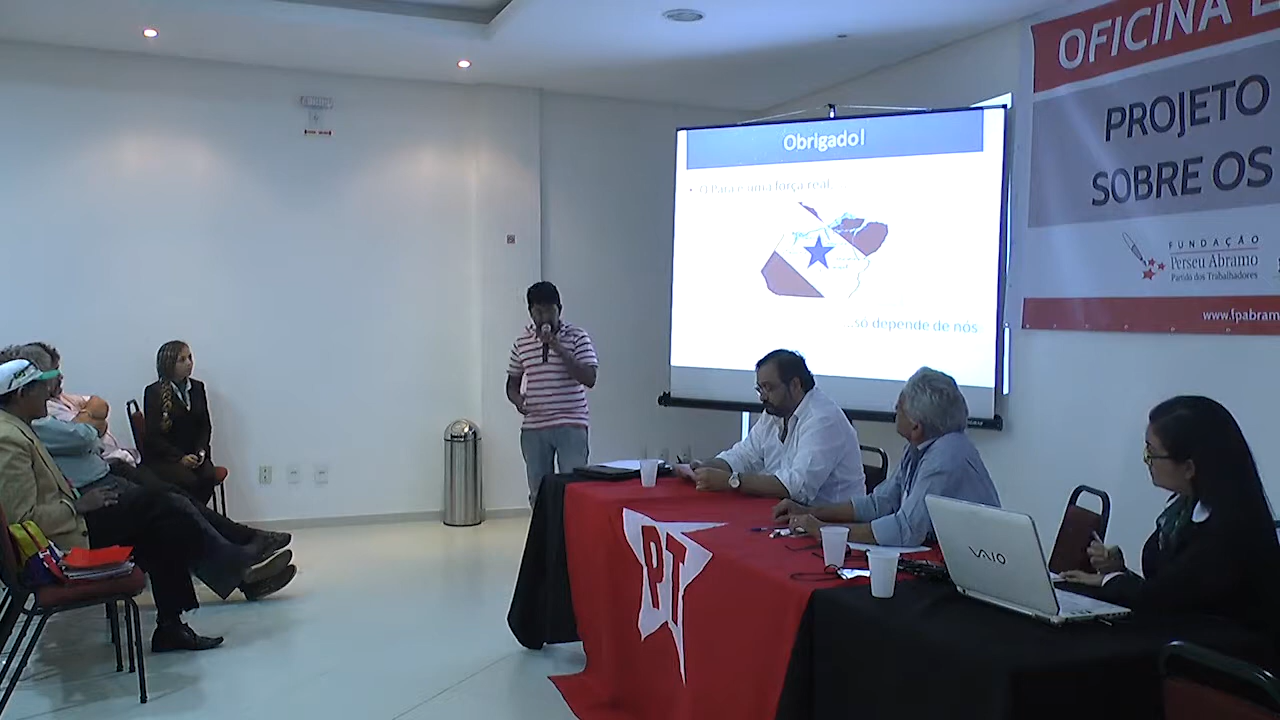 OFICINA
PROJETO
SOBRE OS
FUNDAÇÃO
Perseu Abramo
Partido dos Trabalhadores
www.fpabram
Obrigado!
• O Pará é uma força real
...só depende de nós
PT
VAIO